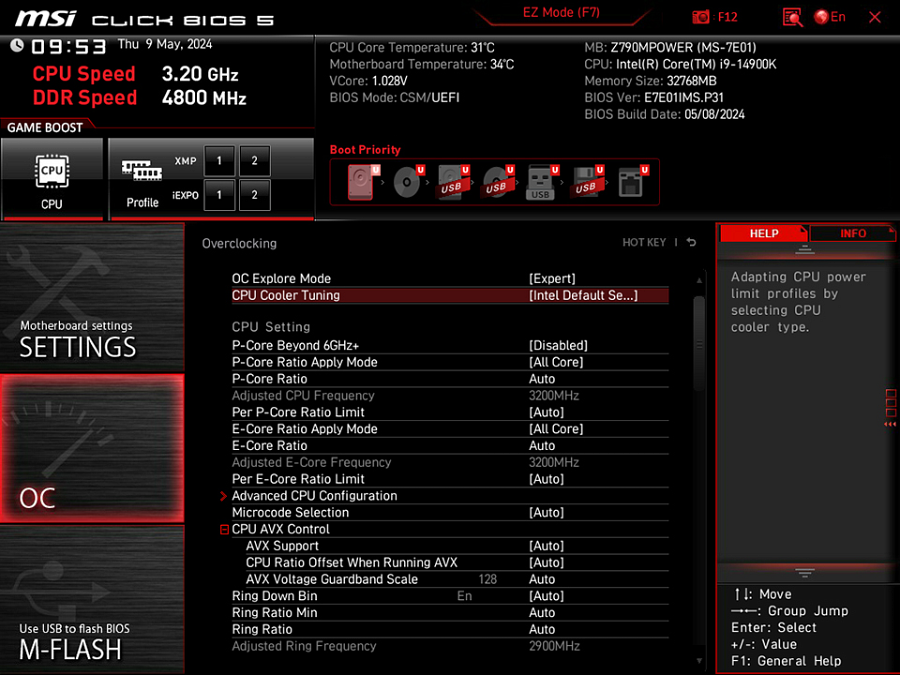 msi CLICK BIOS 5
EZ Mode (F7)
: F12
En
09:53 Thu 9 May, 2024
CPU Speed 3.20 GHz
DDR Speed 4800 MHz
CPU Core Temperature: 31°C
Motherboard Temperature: 34°C
VCore: 1.028V
BIOS Mode: CSM/UEFI
MB: Z790MPOWER (MS-7E01)
CPU: Intel(R) Core(TM) i9-14900K
Memory Size: 32768MB
BIOS Ver: E7E01IMS.P31
BIOS Build Date: 05/08/2024
GAME BOOST
CPU
CPU
XMP 1 2
iEXPO 1 2
Profile
Boot Priority
U U U U U U U
USB USB USB USB
Motherboard settings
SETTINGS
OC
Use USB to flash BIOS
M-FLASH
Overclocking
HOT KEY |
OC Explore Mode [Expert]
CPU Cooler Tuning [Intel Default Se...]
CPU Setting
P-Core Beyond 6GHz+ [Disabled]
P-Core Ratio Apply Mode [All Core]
P-Core Ratio Auto
Adjusted CPU Frequency 3200MHz
Per P-Core Ratio Limit [Auto]
E-Core Ratio Apply Mode [All Core]
E-Core Ratio Auto
Adjusted E-Core Frequency 3200MHz
Per E-Core Ratio Limit [Auto]
Advanced CPU Configuration
Microcode Selection [Auto]
CPU AVX Control
AVX Support [Auto]
CPU Ratio Offset When Running AVX [Auto]
AVX Voltage Guardband Scale 128 Auto
Ring Down Bin En [Auto]
Ring Ratio Min Auto
Ring Ratio Auto
Adjusted Ring Frequency 2900MHz
HELP
INFO
Adapting CPU power
limit profiles by
selecting CPU
cooler type.
↑↓: Move
→←: Group Jump
Enter: Select
+/-: Value
F1: General Help